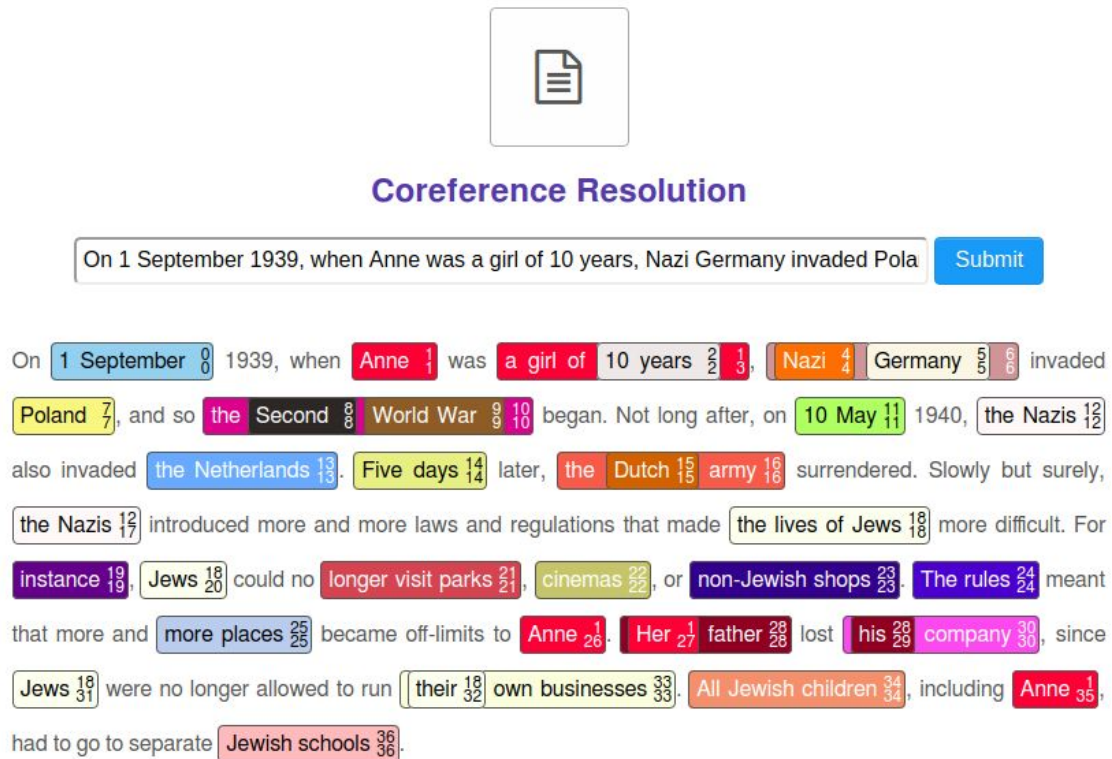 Coreference Resolution
On 1 September 1939, when Anne was a girl of 10 years, Nazi Germany invaded Pola
Submit
On 1 September 0 0 1939, when Anne 1 1 was a girl of 10 years 2 2 1 3, Nazi 4 4 Germany 5 5 6 6 invaded
Poland 7 7, and so the Second 8 8 World War 9 9 10 10 began. Not long after, on 10 May 11 11 1940, the Nazis 12 12
also invaded the Netherlands 13 13. Five days 14 14 later, the Dutch 15 15 army 16 16 surrendered. Slowly but surely,
the Nazis 12 17 introduced more and more laws and regulations that made the lives of Jews 18 18 more difficult. For
instance 19 19, Jews 18 20 could no longer visit parks 21 21, cinemas 22 22, or non-Jewish shops 23 23. The rules 24 24 meant
that more and more places 25 25 became off-limits to Anne 1 26. Her 1 27 father 28 28 lost his 28 29 company 30 30, since
Jews 18 31 were no longer allowed to run their 18 32 own businesses 33 33. All Jewish children 34 34, including Anne 1 35,
had to go to separate Jewish schools 36 36.